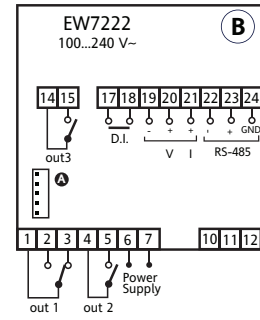 EW7222
100...240 V~
B
14 15 17 18 19 20 21 22 23 24
D.I. - + + - + GND
V I RS-485
out3
A
1 2 3 4 5 6 7 10 11 12
Power
Supply
out 1 out 2